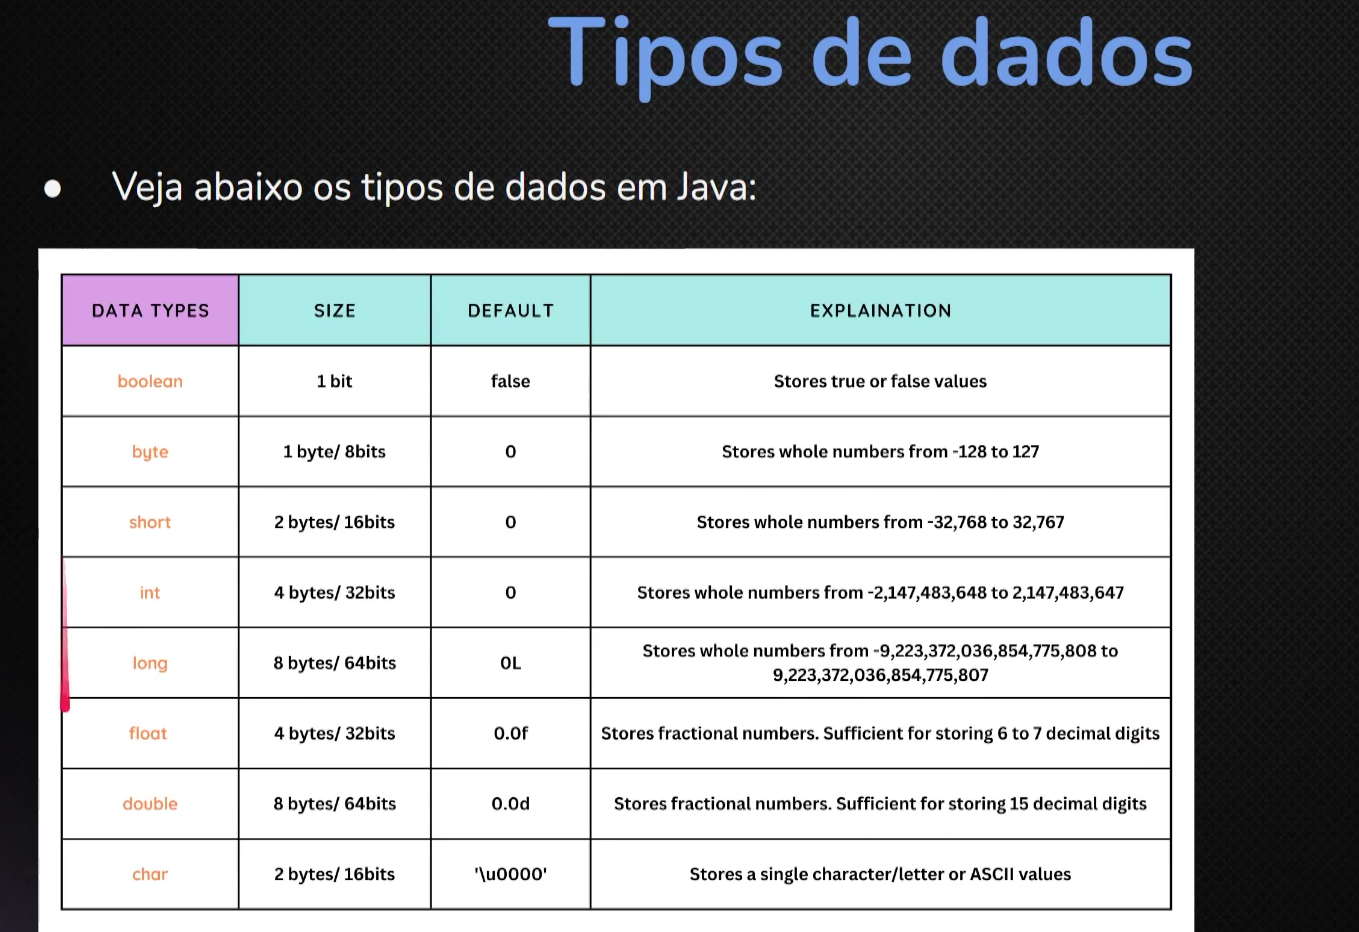 Tipos de dados
● Veja abaixo os tipos de dados em Java:
DATA TYPES SIZE DEFAULT EXPLAINATION
boolean 1 bit false Stores true or false values
byte 1 byte/ 8bits 0 Stores whole numbers from -128 to 127
short 2 bytes/ 16bits 0 Stores whole numbers from -32,768 to 32,767
int 4 bytes/ 32bits 0 Stores whole numbers from -2,147,483,648 to 2,147,483,647
long 8 bytes/ 64bits 0L Stores whole numbers from -9,223,372,036,854,775,808 to
9,223,372,036,854,775,807
float 4 bytes/ 32bits 0.0f Stores fractional numbers. Sufficient for storing 6 to 7 decimal digits
double 8 bytes/ 64bits 0.0d Stores fractional numbers. Sufficient for storing 15 decimal digits
char 2 bytes/ 16bits '\u0000' Stores a single character/letter or ASCII values